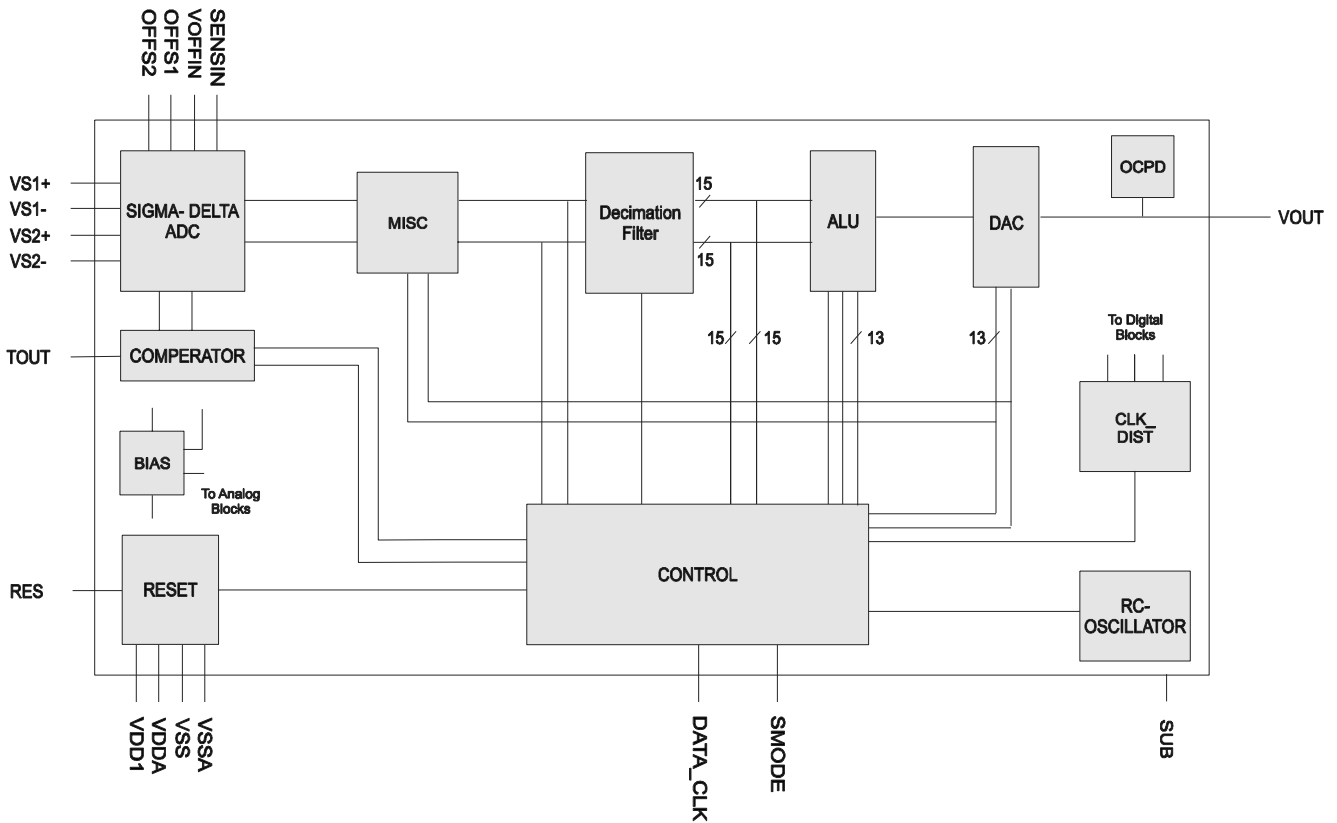 OFFS2
OFFS1
VOFFIN
SENSIN
VS1+
VS1-
VS2+
VS2-
SIGMA- DELTA
ADC
MISC
Decimation
Filter
15
15
ALU
DAC
OCPD
VOUT
TOUT
COMPERATOR
15
15
13
13
To Digital
Blocks
CLK_
DIST
BIAS
To Analog
Blocks
RES
RESET
CONTROL
RC-
OSCILLATOR
VDD1
VDDA
VSS
VSSA
DATA_CLK
SMODE
SUB